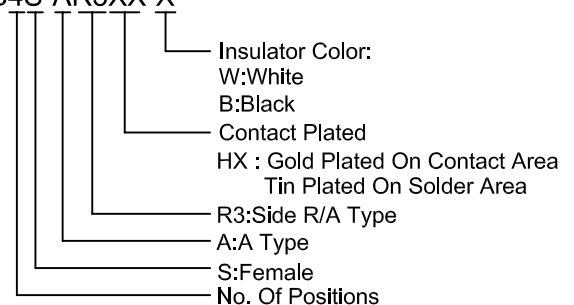 Insulator Color:
W:White
B:Black
Contact Plated
HX : Gold Plated On Contact Area
Tin Plated On Solder Area
R3:Side R/A Type
A:A Type
S:Female
No. Of Positions